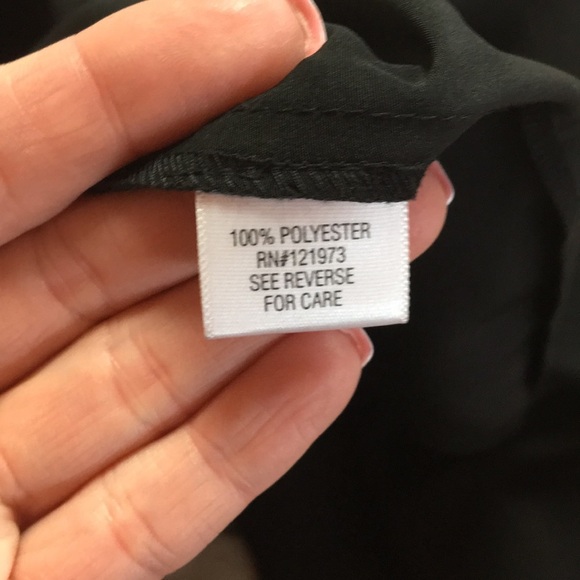 100% POLYESTER
RN#121973
SEE REVERSE
FOR CARE